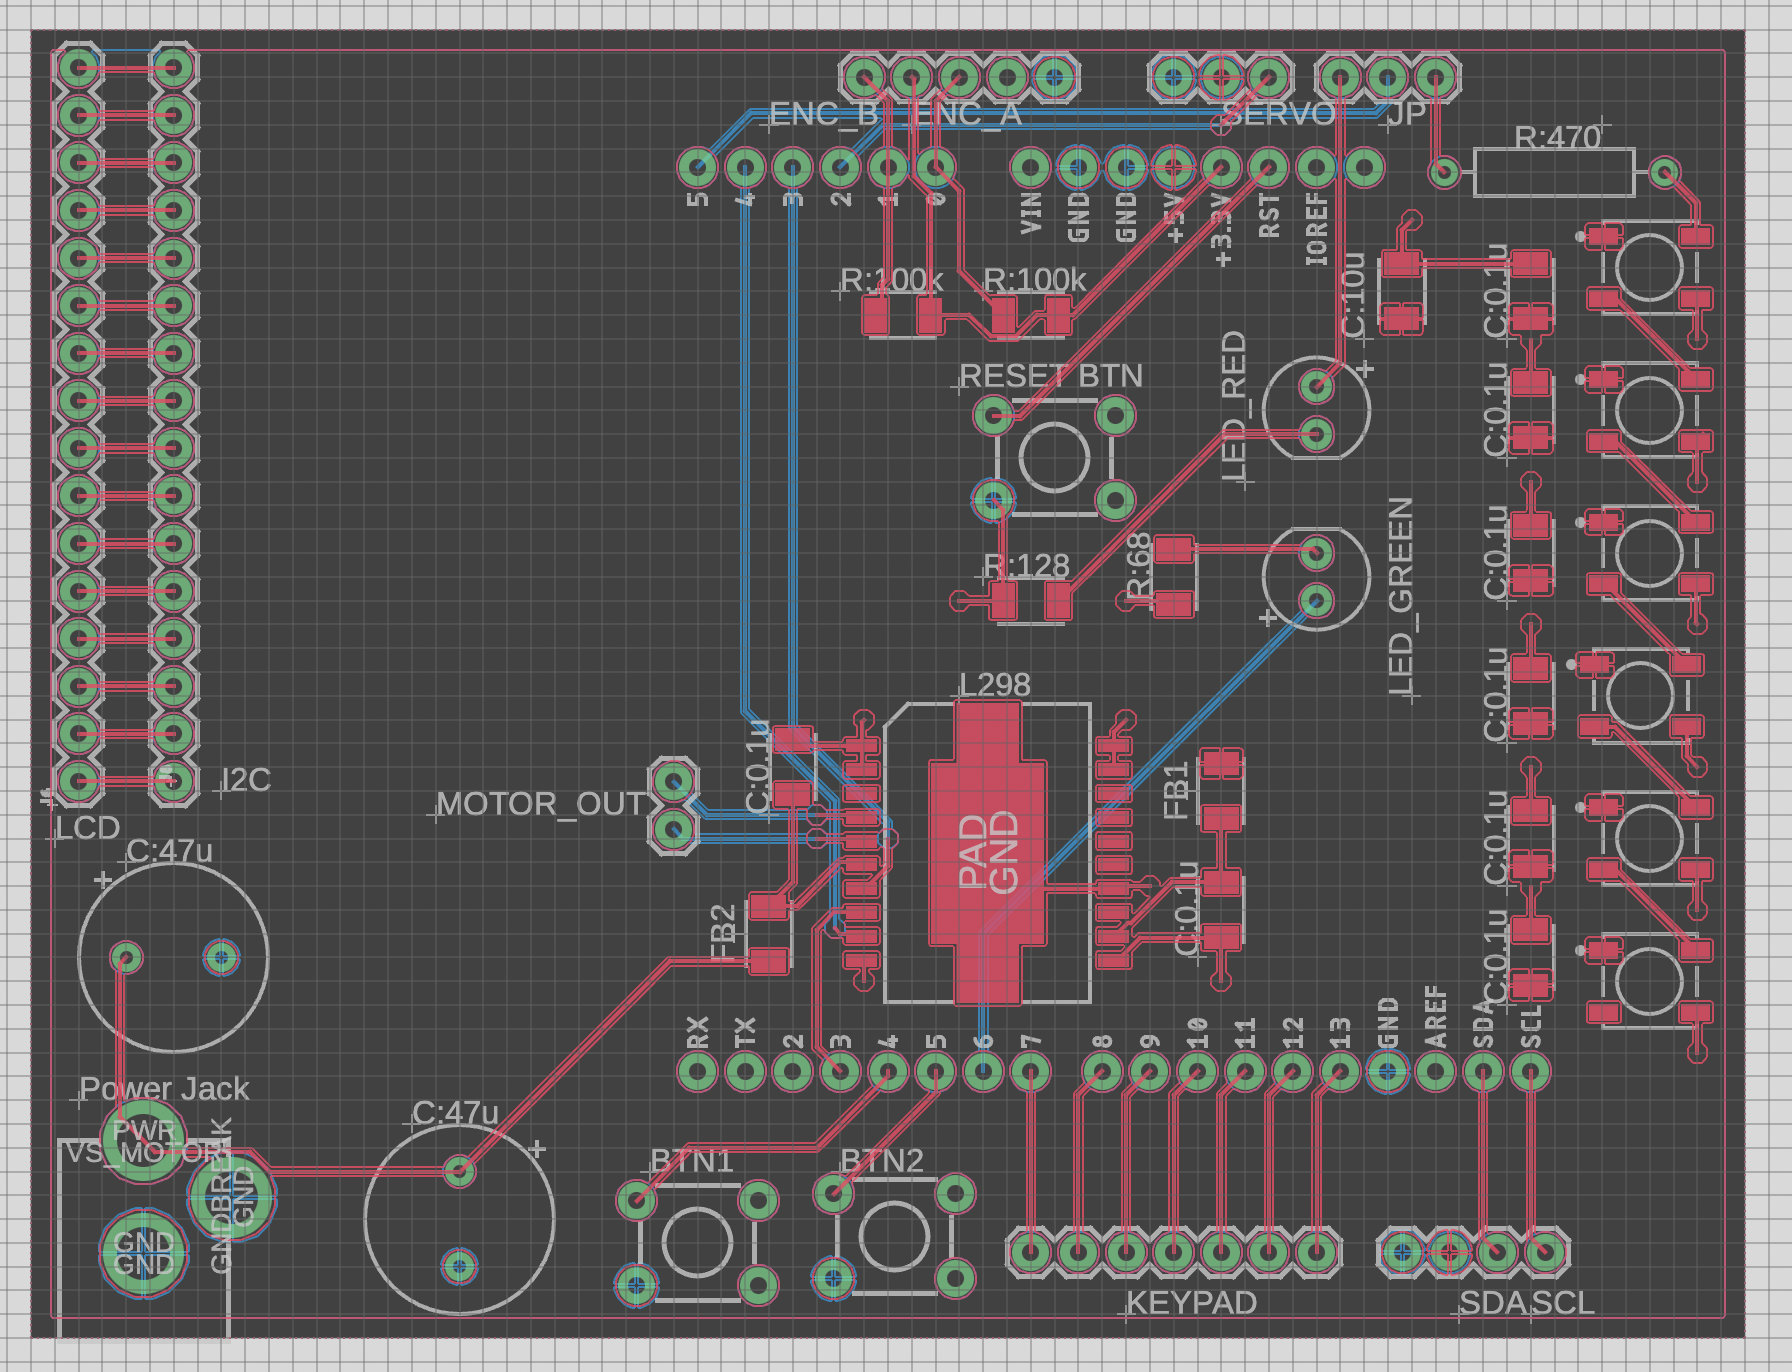 ENC_B
ENC_A
SERVO
JP
R:470
5
4
3
2
1
0
VIN
GND
GND
+5V
+3.3V
RST
IOREF
R:100k
R:100k
C:10u
C:0.1u
RESET BTN
LED_RED
C:0.1u
R:128
R:68
LED_GREEN
C:0.1u
L298
C:0.1u
I2C
MOTOR_OUT
C:0.1u
FB1
C:0.1u
LCD
C:47u
PAD
GND
FB2
C:0.1u
C:0.1u
RX
TX
2
3
4
5
6
7
8
9
10
11
12
13
GND
AREF
SDA
SCL
Power Jack
PWR
VS_MOTOR
GNDBREAK
GND
GND
GND
C:47u
BTN1
BTN2
KEYPAD
SDA
SCL